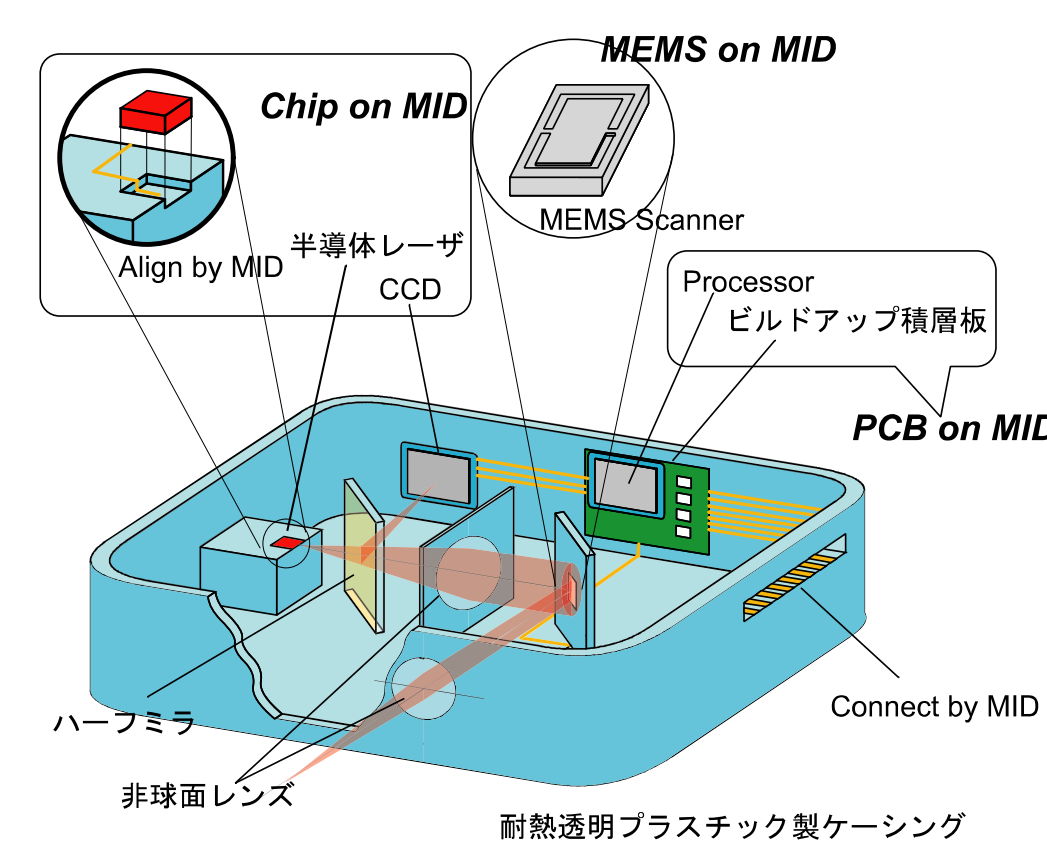 MEMS on MID
Chip on MID
MEMS Scanner
半導体レーザ
Align by MID
CCD
Processor
ビルドアップ積層板
PCB on MID
Connect by MID
ハーフミラ
非球面レンズ
耐熱透明プラスチック製ケーシング